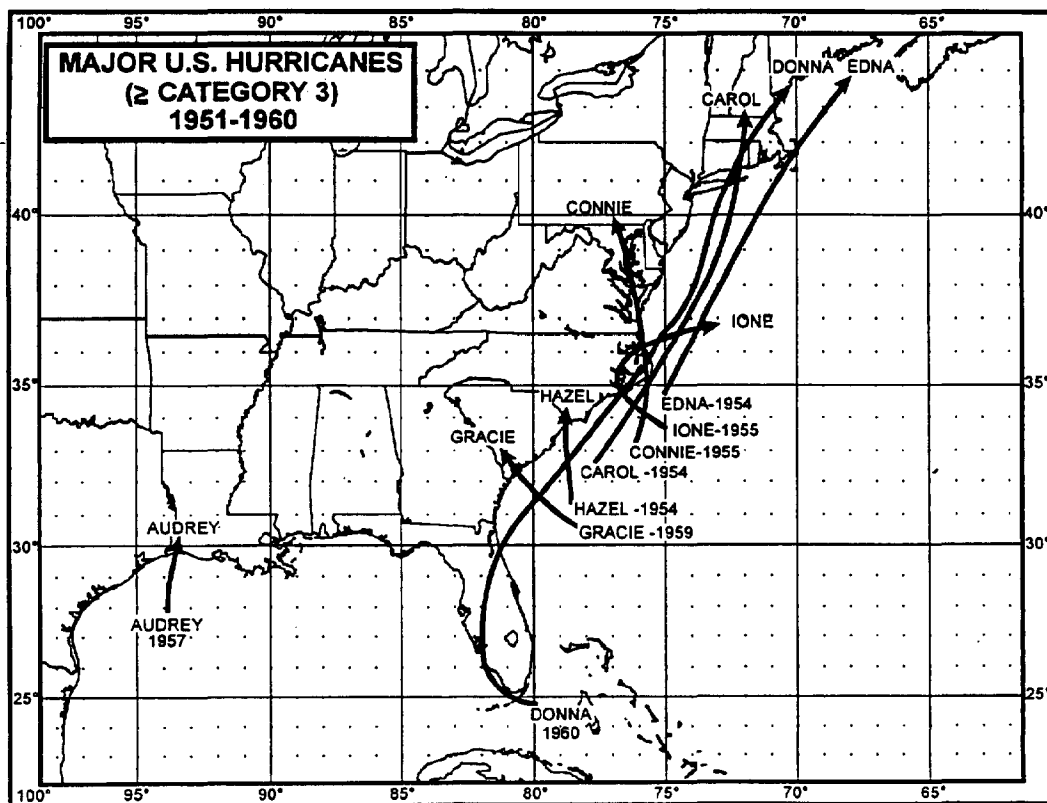 100° 95° 90° 85° 80° 75° 70° 65°
MAJOR U.S. HURRICANES
(≥ CATEGORY 3)
1951-1960
DONNA EDNA
CAROL
40° CONNIE 40°
IONE
35° 35°
HAZEL
EDNA-1954
IONE-1955
GRACIE
CONNIE-1955
CAROL -1954
HAZEL -1954
GRACIE -1959
AUDREY
30° 30°
AUDREY
1957
25° 25°
DONNA
1960
100° 95° 90° 85° 80° 75° 70° 65°